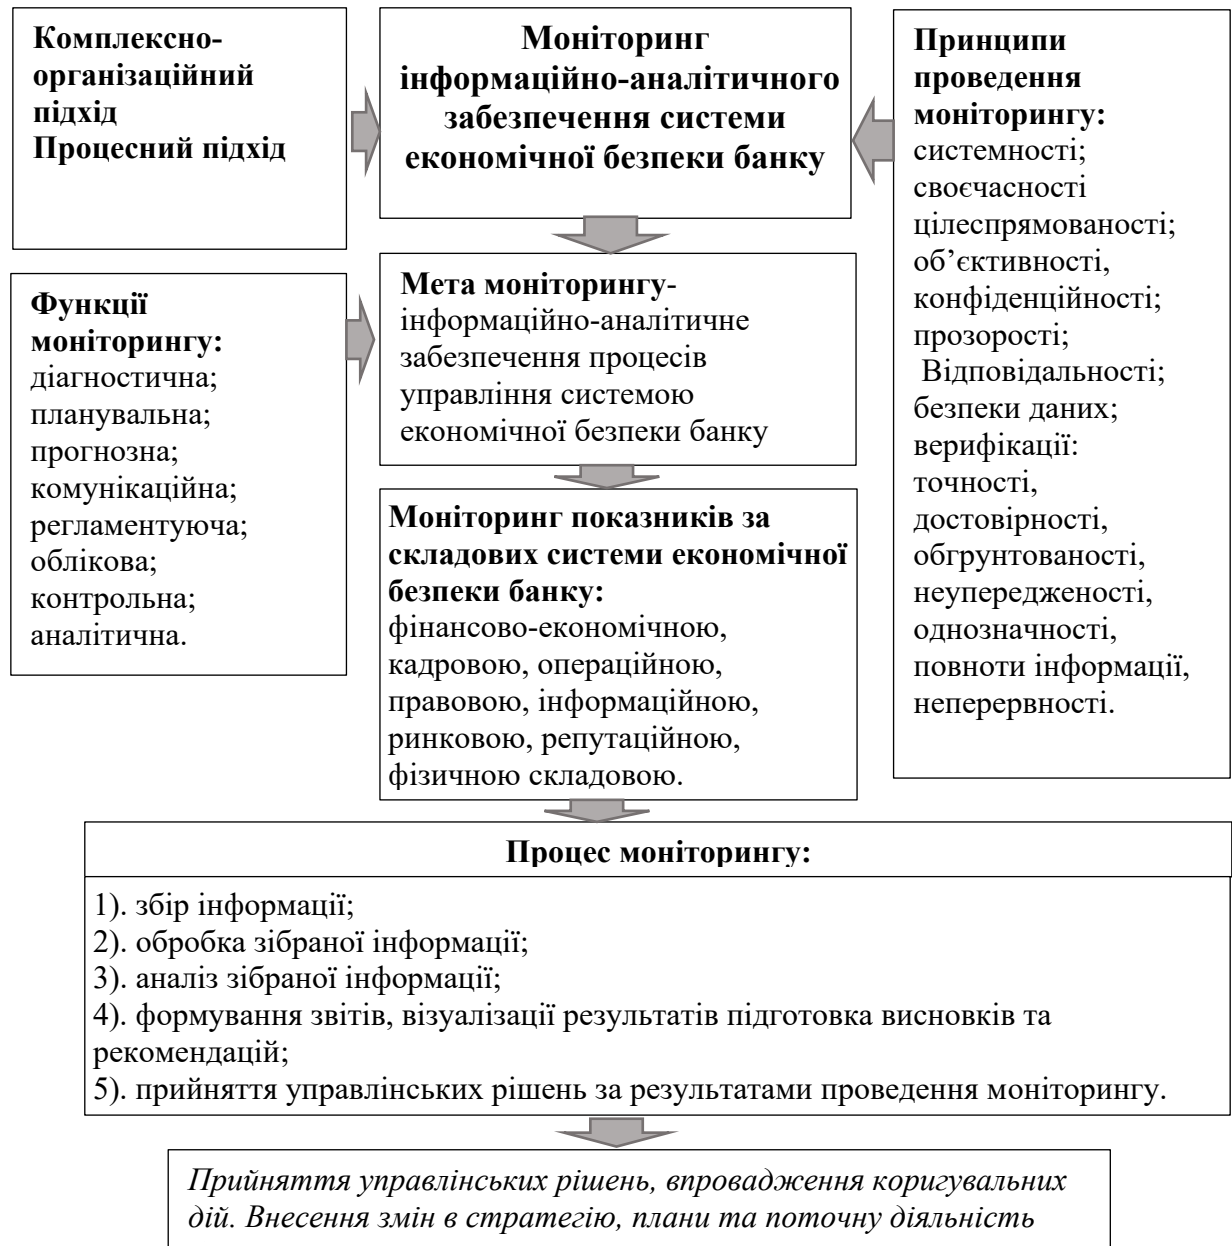 Комплексно-
організаційний
підхід
Процесний підхід
Моніторинг
інформаційно-аналітичного
забезпечення системи
економічної безпеки банку
Принципи
проведення
моніторингу:
системності;
своєчасності
цілеспрямованості;
об’єктивності,
конфіденційності;
прозорості;
Відповідальності;
безпеки даних;
верифікації:
точності,
достовірності,
обгрунтованості,
неупередженості,
однозначності,
повноти інформації,
неперервності.
Функції
моніторингу:
діагностична;
планувальна;
прогнозна;
комунікаційна;
регламентуюча;
облікова;
контрольна;
аналітична.
Мета моніторингу-
інформаційно-аналітичне
забезпечення процесів
управління системою
економічної безпеки банку
Моніторинг показників за
складових системи економічної
безпеки банку:
фінансово-економічною,
кадровою, операційною,
правовою, інформаційною,
ринковою, репутаційною,
фізичною складовою.
Процес моніторингу:
1). збір інформації;
2). обробка зібраної інформації;
3). аналіз зібраної інформації;
4). формування звітів, візуалізації результатів підготовка висновків та
рекомендацій;
5). прийняття управлінських рішень за результатами проведення моніторингу.
Прийняття управлінських рішень, впровадження коригувальних
дій. Внесення змін в стратегію, плани та поточну діяльність